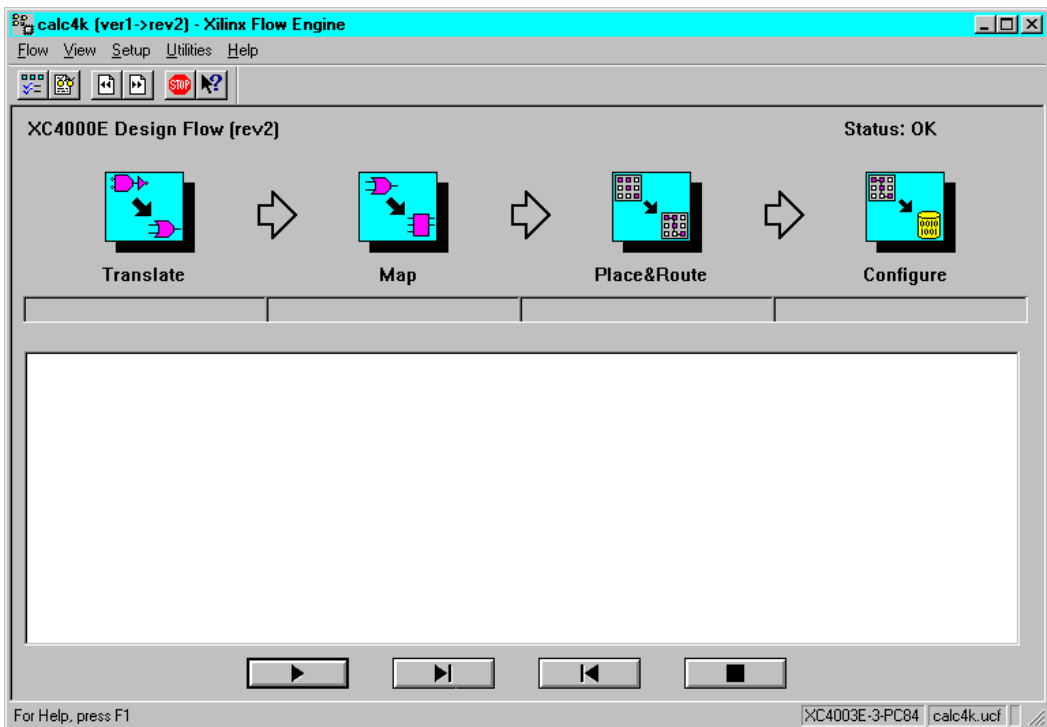 calc4k (ver1->rev2) - Xilinx Flow Engine
Flow View Setup Utilities Help
STOP
XC4000E Design Flow (rev2) Status: OK
0010
1001
Translate Map Place&Route Configure
For Help, press F1 XC4003E-3-PC84 calc4k.ucf